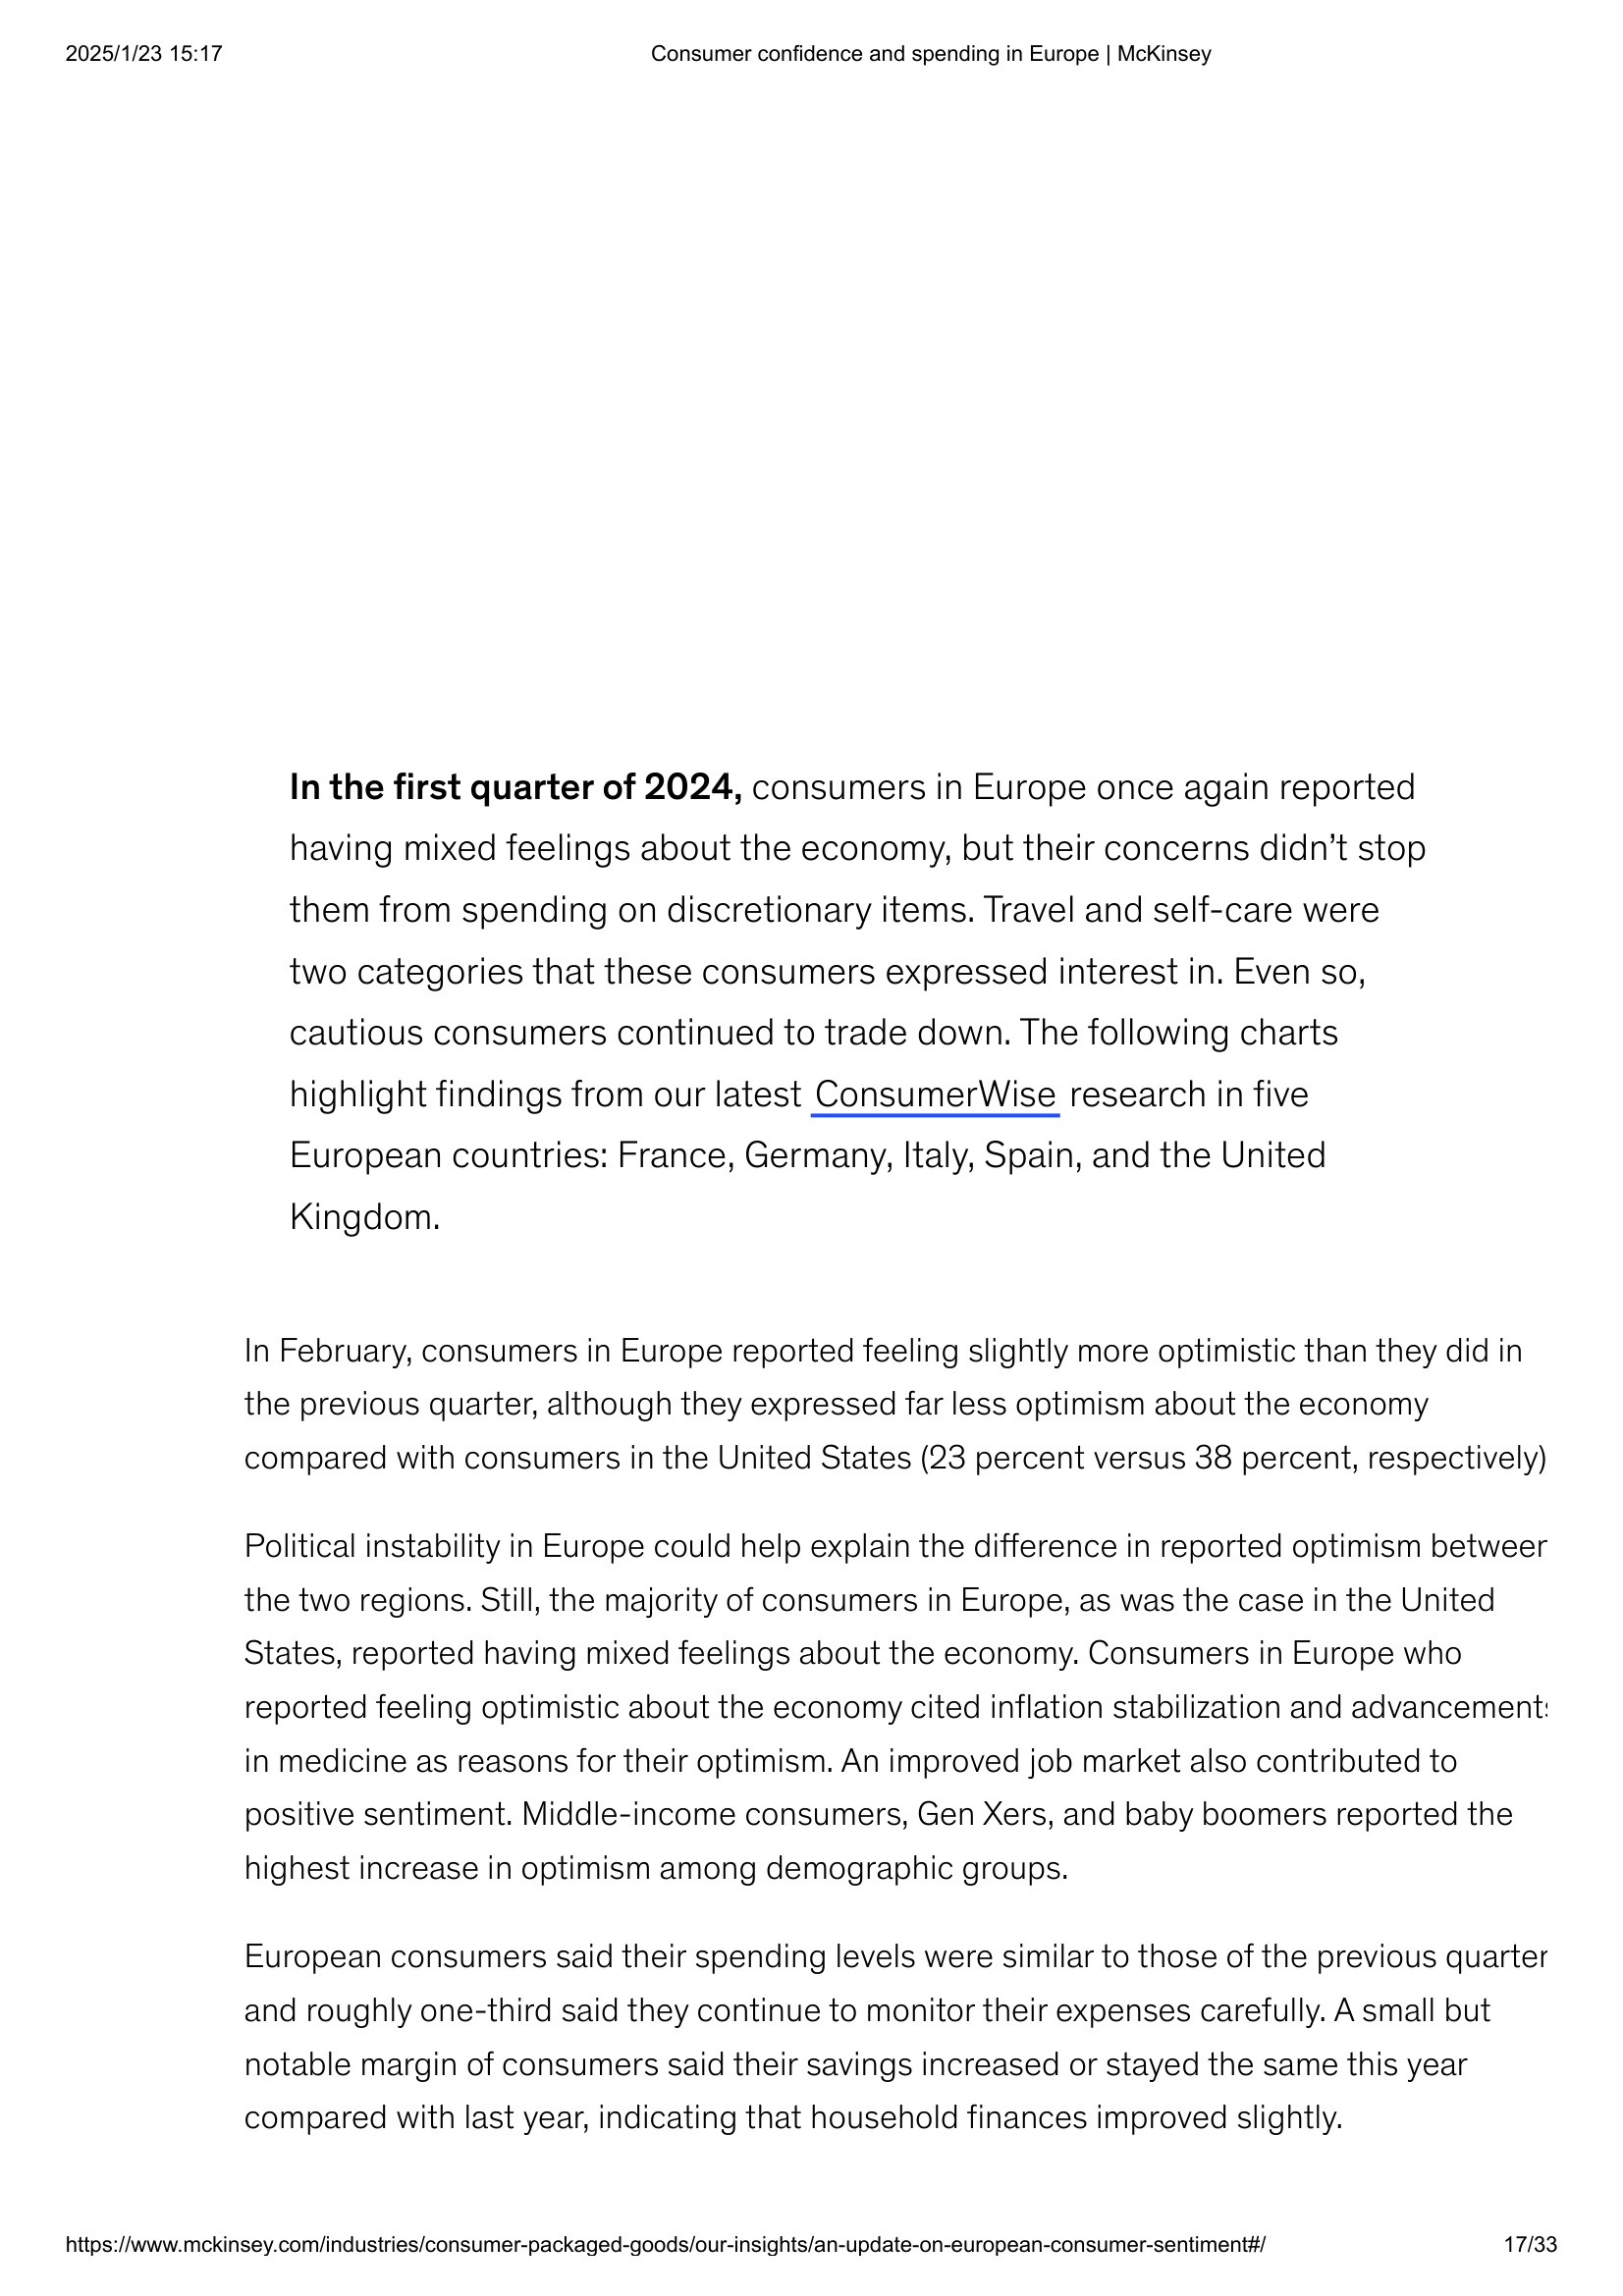 2025/1/23 15:17
Consumer confidence and spending in Europe | McKinsey
In the first quarter of 2024, consumers in Europe once again reported
having mixed feelings about the economy, but their concerns didn’t stop
them from spending on discretionary items. Travel and self-care were
two categories that these consumers expressed interest in. Even so,
cautious consumers continued to trade down. The following charts
highlight findings from our latest ConsumerWise research in five
European countries: France, Germany, Italy, Spain, and the United
Kingdom.
In February, consumers in Europe reported feeling slightly more optimistic than they did in
the previous quarter, although they expressed far less optimism about the economy
compared with consumers in the United States (23 percent versus 38 percent, respectively)
Political instability in Europe could help explain the difference in reported optimism between
the two regions. Still, the majority of consumers in Europe, as was the case in the United
States, reported having mixed feelings about the economy. Consumers in Europe who
reported feeling optimistic about the economy cited inflation stabilization and advancements
in medicine as reasons for their optimism. An improved job market also contributed to
positive sentiment. Middle-income consumers, Gen Xers, and baby boomers reported the
highest increase in optimism among demographic groups.
European consumers said their spending levels were similar to those of the previous quarter
and roughly one-third said they continue to monitor their expenses carefully. A small but
notable margin of consumers said their savings increased or stayed the same this year
compared with last year, indicating that household finances improved slightly.
https://www.mckinsey.com/industries/consumer-packaged-goods/our-insights/an-update-on-european-consumer-sentiment#/
17/33